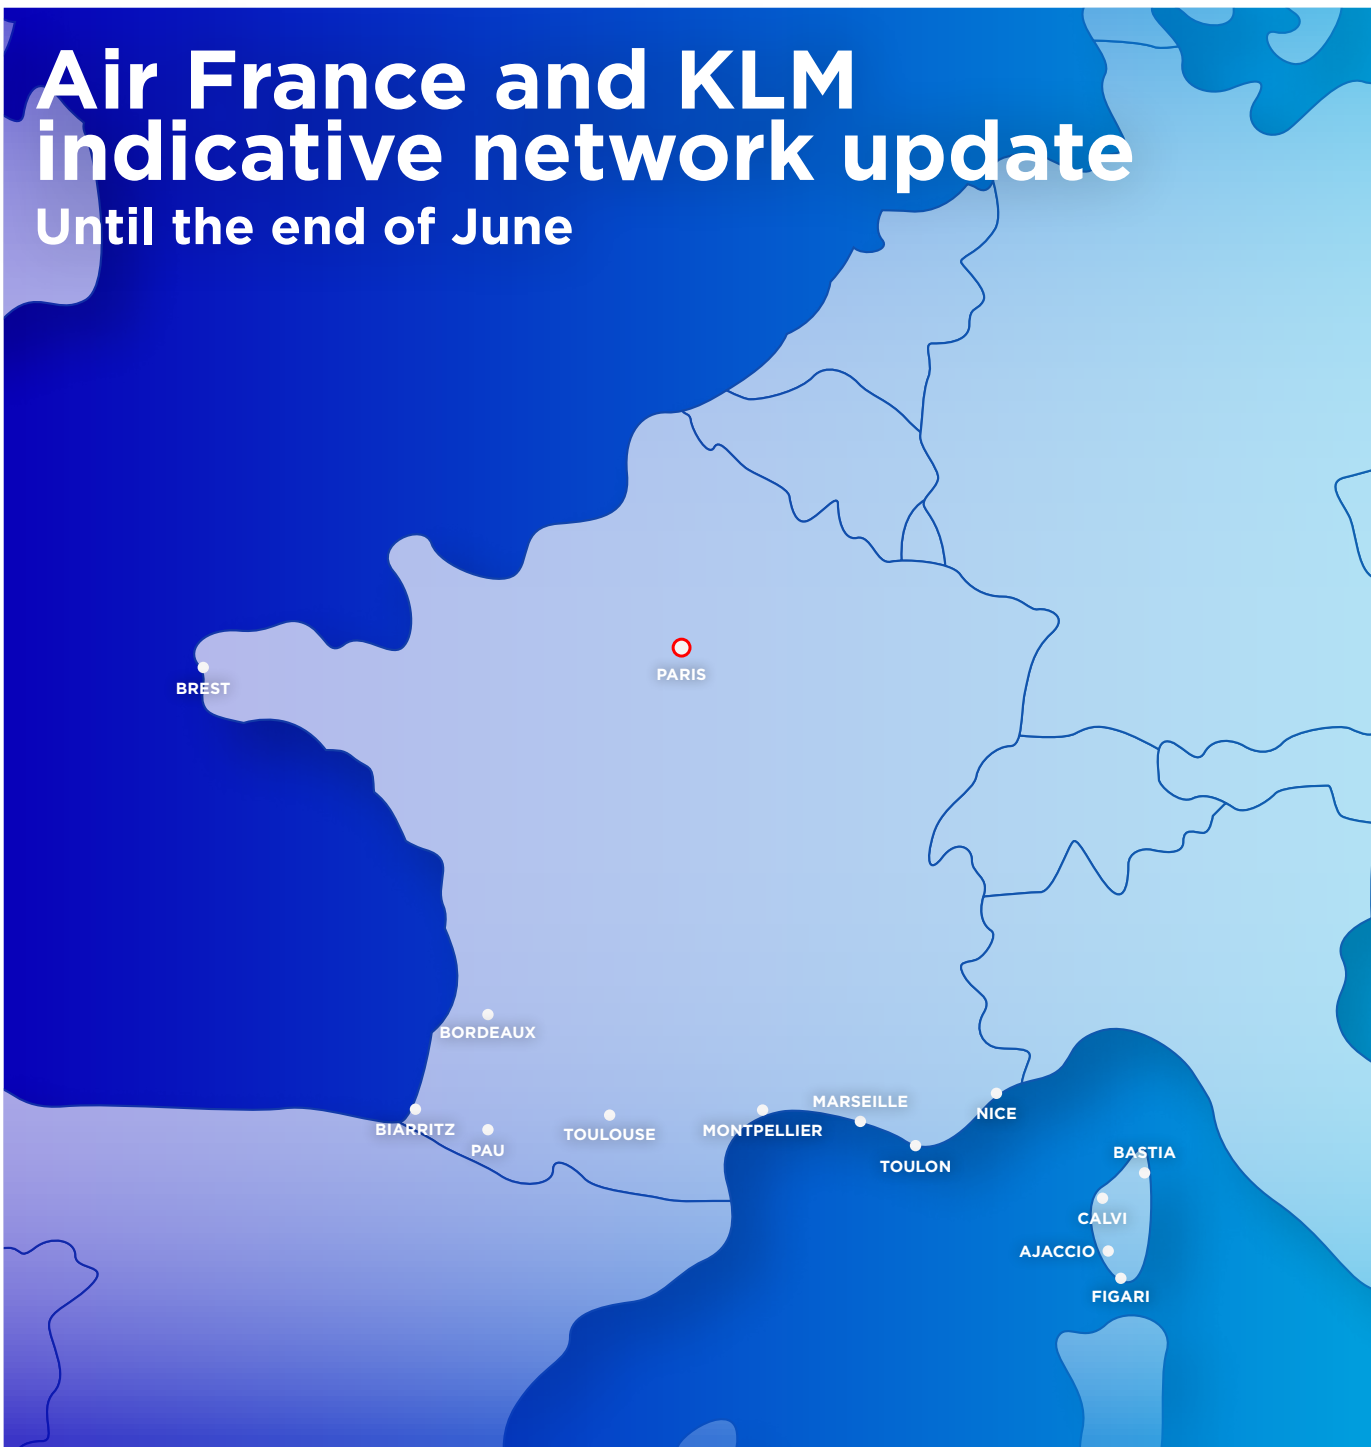 Air France and KLM
indicative network update
Until the end of June
PARIS
BREST
BORDEAUX
MARSEILLE
NICE
BIARRITZ
TOULOUSE
MONTPELLIER
PAU
TOULON
BASTIA
CALVI
AJACCIO
FIGARI